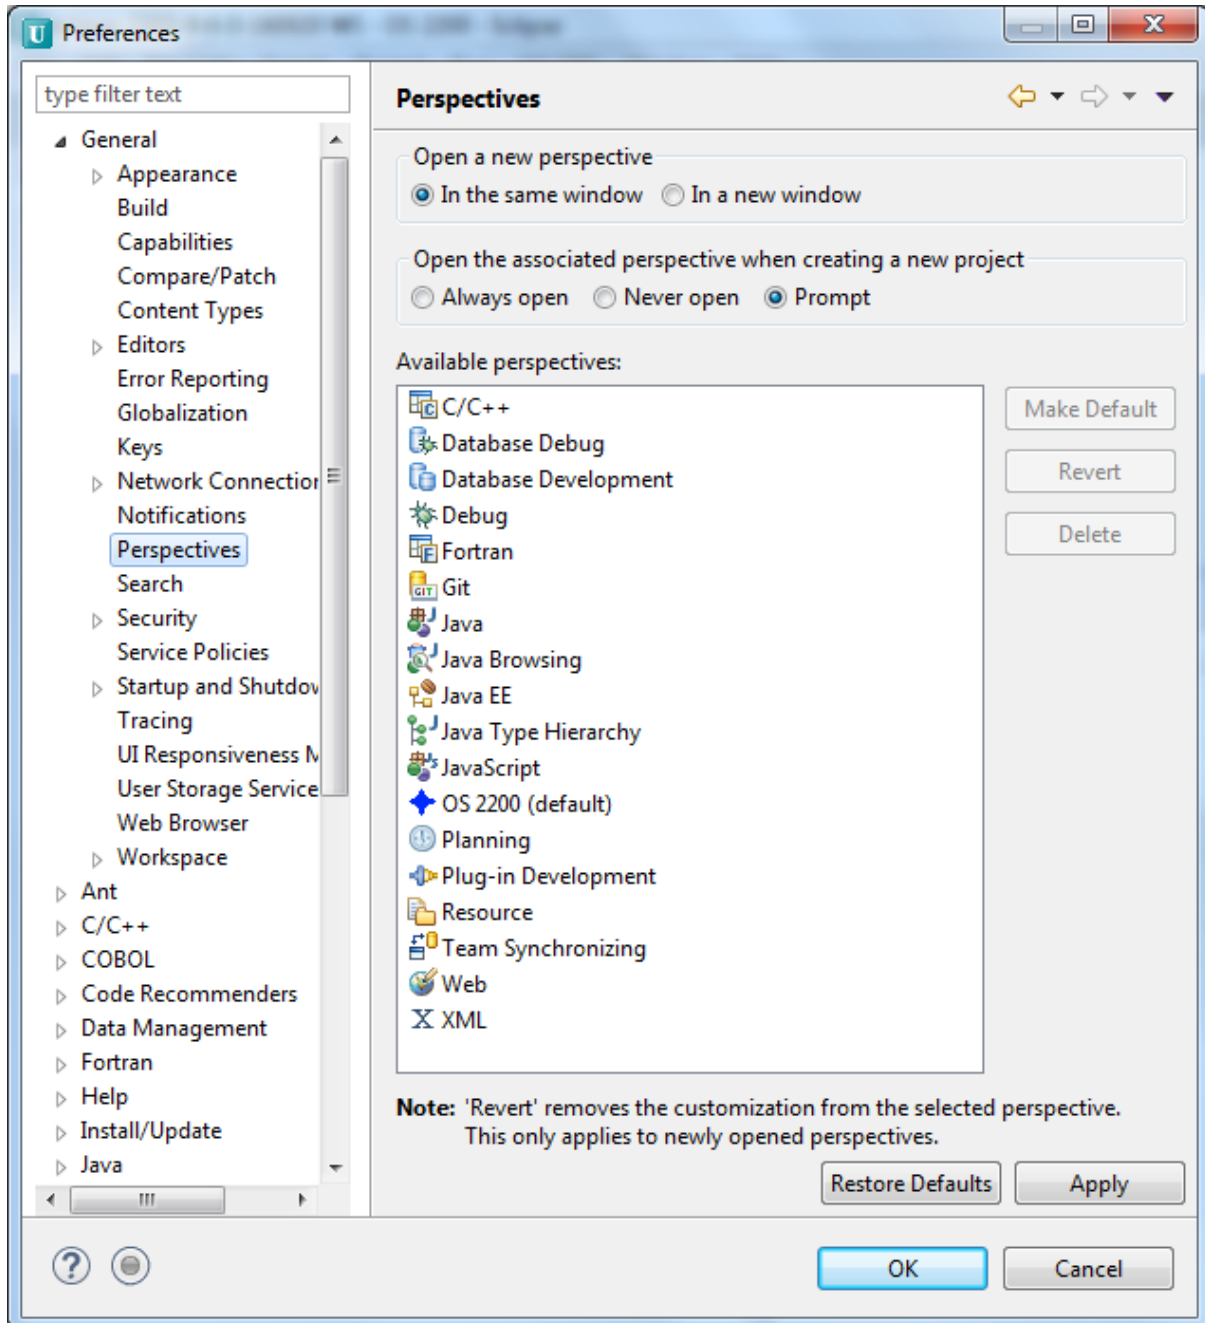 U Preferences
type filter text
General
Appearance
Build
Capabilities
Compare/Patch
Content Types
Editors
Error Reporting
Globalization
Keys
Network Connection
Notifications
Perspectives
Search
Security
Service Policies
Startup and Shutdov
Tracing
UI Responsiveness M
User Storage Service
Web Browser
Workspace
Ant
C/C++
COBOL
Code Recommenders
Data Management
Fortran
Help
Install/Update
Java
Perspectives
Open a new perspective
In the same window In a new window
Open the associated perspective when creating a new project
Always open Never open Prompt
Available perspectives:
C/C++
Database Debug
Database Development
Debug
Fortran
Git
Java
Java Browsing
Java EE
Java Type Hierarchy
JavaScript
OS 2200 (default)
Planning
Plug-in Development
Resource
Team Synchronizing
Web
XML
Make Default
Revert
Delete
Note: 'Revert' removes the customization from the selected perspective.
This only applies to newly opened perspectives.
Restore Defaults Apply
OK Cancel